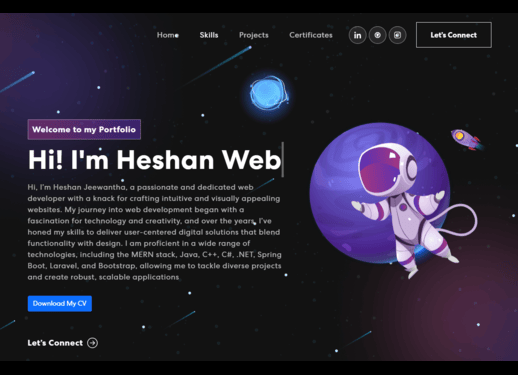 Home Skills Projects Certificates in Let's Connect
Welcome to my Portfolio
Hi! I'm Heshan Web
Hi, I'm Heshan Jeewantha, a passionate and dedicated web
developer with a knack for crafting intuitive and visually appealing
websites. My journey into web development began with a
fascination for technology and creativity, and over the years I've
honed my skills to deliver user-centered digital solutions that blend
functionality with design. I am proficient in a wide range of
technologies, including the MERN stack, Java, C++, C#, .NET, Spring
Boot, Laravel, and Bootstrap, allowing me to tackle diverse projects
and create robust, scalable applications
Download My CV
Let's Connect